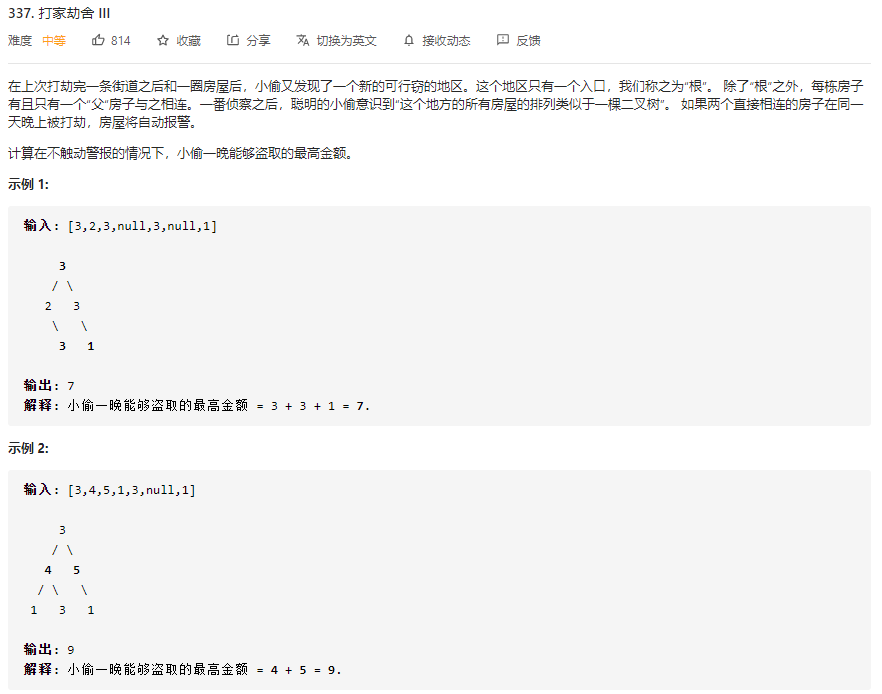 337. 打家劫舍 III
难度 中等 814 收藏 分享 切换为英文 接收动态 反馈
在上次打劫完一条街道之后和一圈房屋后，小偷又发现了一个新的可行窃的地区。这个地区只有一个入口，我们称之为“根”。 除了“根”之外，每栋房子
有且只有一个“父“房子与之相连。一番侦察之后，聪明的小偷意识到“这个地方的所有房屋的排列类似于一棵二叉树”。 如果两个直接相连的房子在同一
天晚上被打劫，房屋将自动报警。
计算在不触动警报的情况下，小偷一晚能够盗取的最高金额。
示例 1:
输入: [3,2,3,null,3,null,1]
3
/ \
2 3
\ \
3 1
输出: 7
解释: 小偷一晚能够盗取的最高金额 = 3 + 3 + 1 = 7.
示例 2:
输入: [3,4,5,1,3,null,1]
3
/ \
4 5
/ \ \
1 3 1
输出: 9
解释: 小偷一晚能够盗取的最高金额 = 4 + 5 = 9.